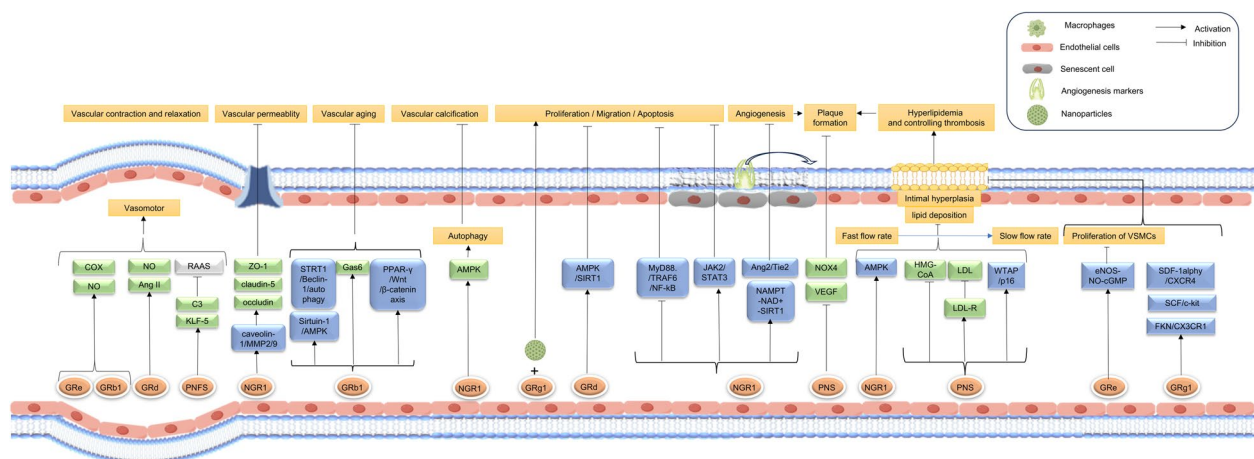 Macrophages
Activation
Endothelial cells
Inhibition
Senescent cell
Angiogenesis markers
Nanoparticles
Vascular contraction and relaxation
Vascular permeability
Vascular aging
Vascular calcification
Proliferation / Migration / Apoptosis
Angiogenesis
Plaque
formation
Hyperlipidemia
and controlling thrombosis
Intimal hyperplasia
lipid deposition
Vasomotor
Autophagy
Fast flow rate
Slow flow rate
Proliferation of VSMCs
COX
NO
NO
Ang II
RAAS
C3
KLF-5
ZO-1
claudin-5
occludin
caveolin-
1/MMP2/9
STRT1
/Beclin-
1/auto
phagy
Sirtuin-1
/AMPK
Gas6
PPAR-γ
/Wnt
/β-catenin
axis
AMPK
AMPK
/SIRT1
MyD88.
/TRAF6
/NF-kB
JAK2/
STAT3
Ang2/Tie2
NAMPT
-NAD+
-SIRT1
NOX4
VEGF
AMPK
HMG-
CoA
LDL
LDL-R
WTAP
/p16
eNOS-
NO-cGMP
SDF-1alphy
/CXCR4
SCF/c-kit
FKN/CX3CR1
+
GRe
GRb1
GRd
PNFS
NGR1
GRb1
NGR1
GRg1
GRd
NGR1
PNS
NGR1
PNS
GRe
GRg1